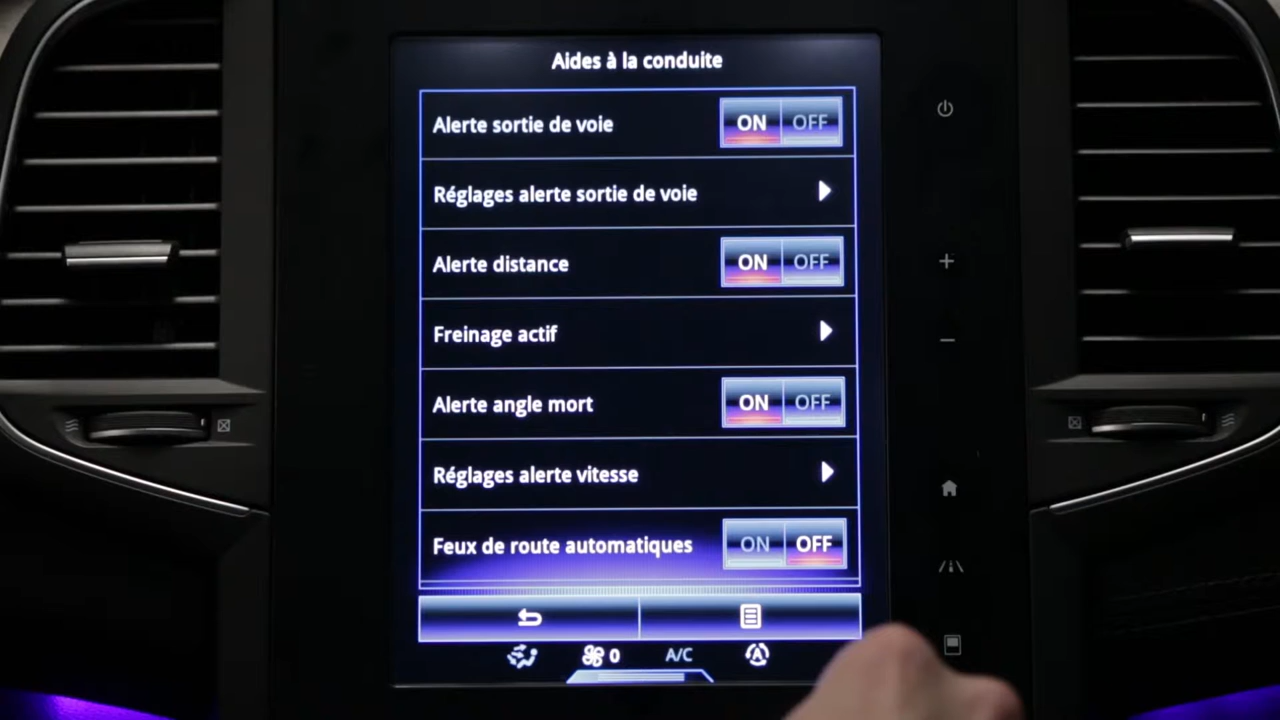 Aides à la conduite
Alerte sortie de voie ON OFF
Réglages alerte sortie de voie
Alerte distance ON OFF
Freinage actif
Alerte angle mort ON OFF
Réglages alerte vitesse
Feux de route automatiques ON OFF
0 A/C A